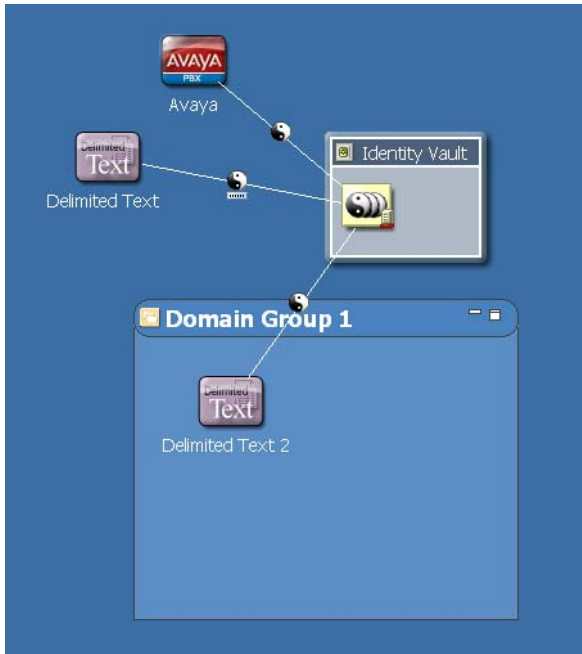 AVAYA
PBX
Avaya
Delimited
Text
Delimited Text
Identity Vault
Domain Group 1
Delimited
Text
Delimited Text 2